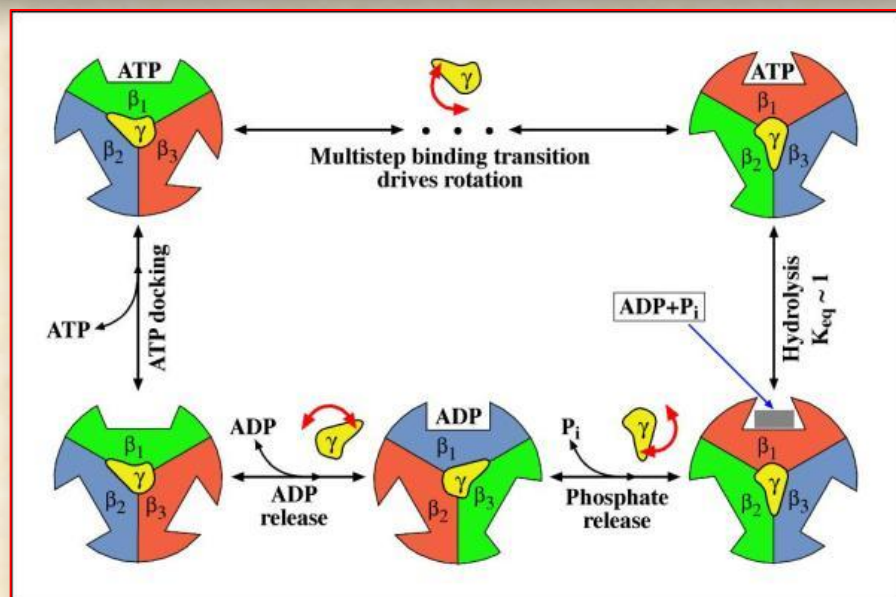 ATP
β1
β2
β3
γ
γ
Multistep binding transition
drives rotation
ATP
β1
β2
β3
γ
ATP docking
ATP
Hydrolysis
Keq ~ 1
ADP+Pi
β1
β2
β3
γ
ADP
γ
ADP
release
ADP
β1
β2
β3
γ
Pi
γ
Phosphate
release
β1
β2
β3
γ